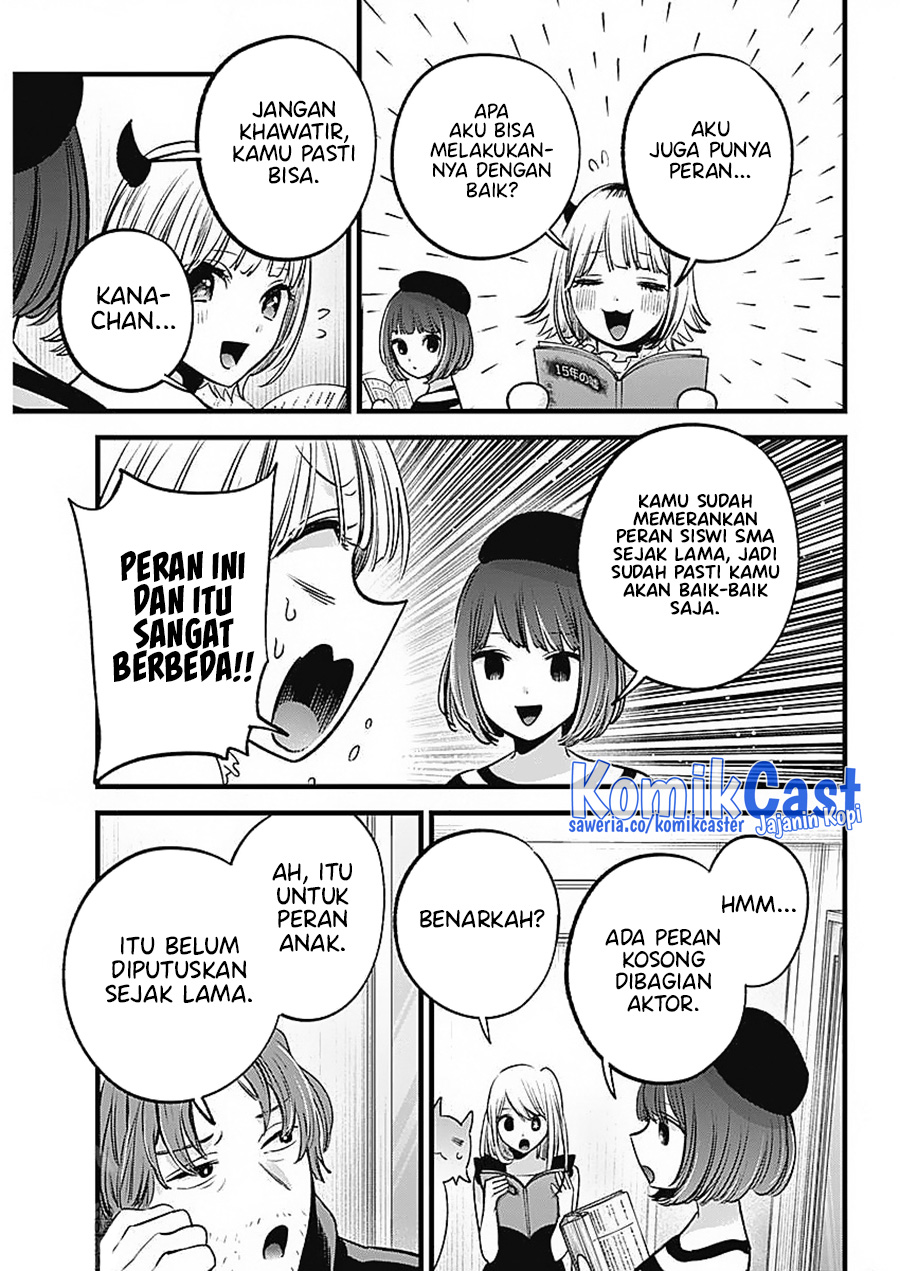 AKU
JUGA PUNYA
PERAN...
APA
AKU BISA
MELAKUKAN-
NYA DENGAN
BAIK?
15年の嘘
JANGAN
KHAWATIR,
KAMU PASTI
BISA.
KANA-
CHAN...
KAMU SUDAH
MEMERANKAN
PERAN SISWI SMA
SEJAK LAMA, JADI
SUDAH PASTI KAMU
AKAN BAIK-BAIK
SAJA.
PERAN INI
DAN ITU
SANGAT
BERBEDA!!
KomikCast
saweria.co/komikcaster Jajanin Kopi
HMM...
ADA PERAN
KOSONG
DIBAGIAN
AKTOR.
BENARKAH?
AH, ITU
UNTUK
PERAN
ANAK.
ITU BELUM
DIPUTUSKAN
SEJAK LAMA.